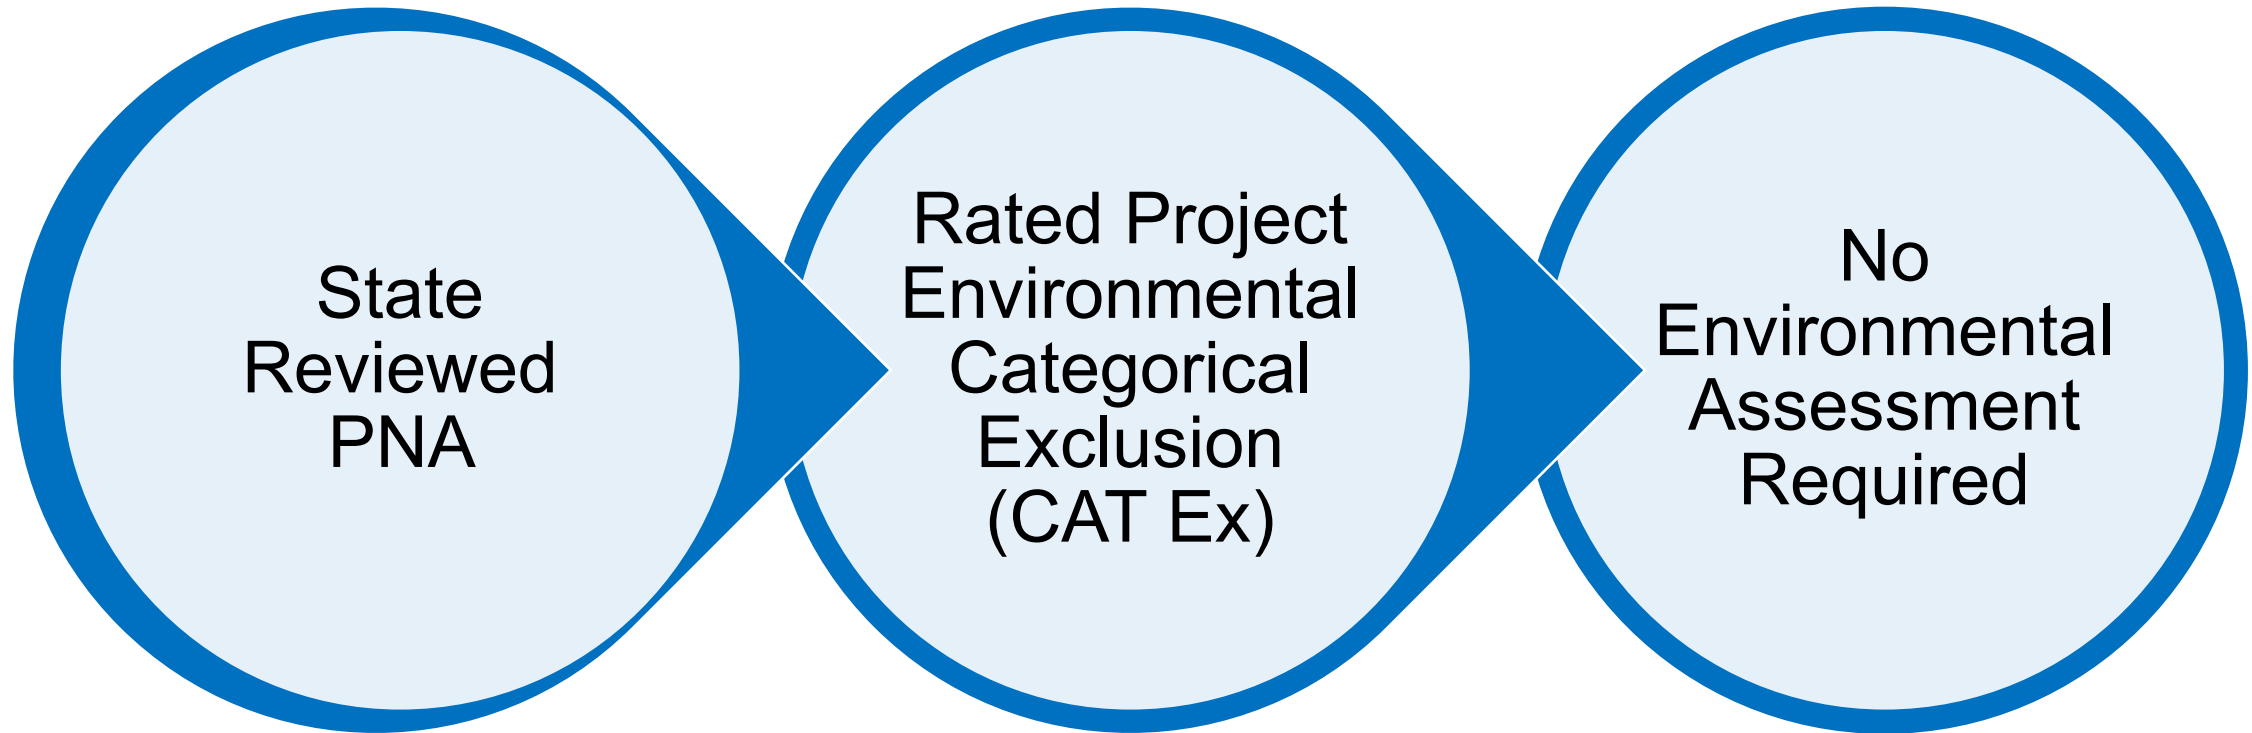 State
Reviewed
PNA
Rated Project
Environmental
Categorical
Exclusion
(CAT Ex)
No
Environmental
Assessment
Required